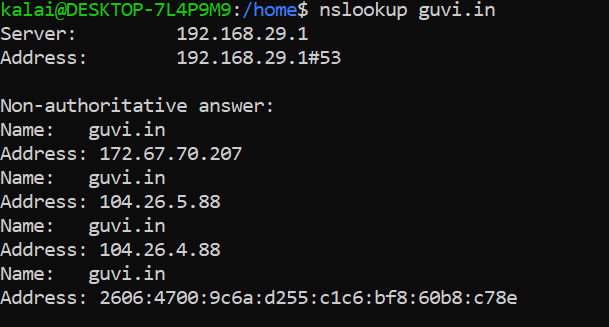 kalai@DESKTOP-7L4P9M9:/home$ nslookup guvi.in
Server:         192.168.29.1
Address:        192.168.29.1#53
Non-authoritative answer:
Name:   guvi.in
Address: 172.67.70.207
Name:   guvi.in
Address: 104.26.5.88
Name:   guvi.in
Address: 104.26.4.88
Name:   guvi.in
Address: 2606:4700:9c6a:d255:c1c6:bf8:60b8:c78e